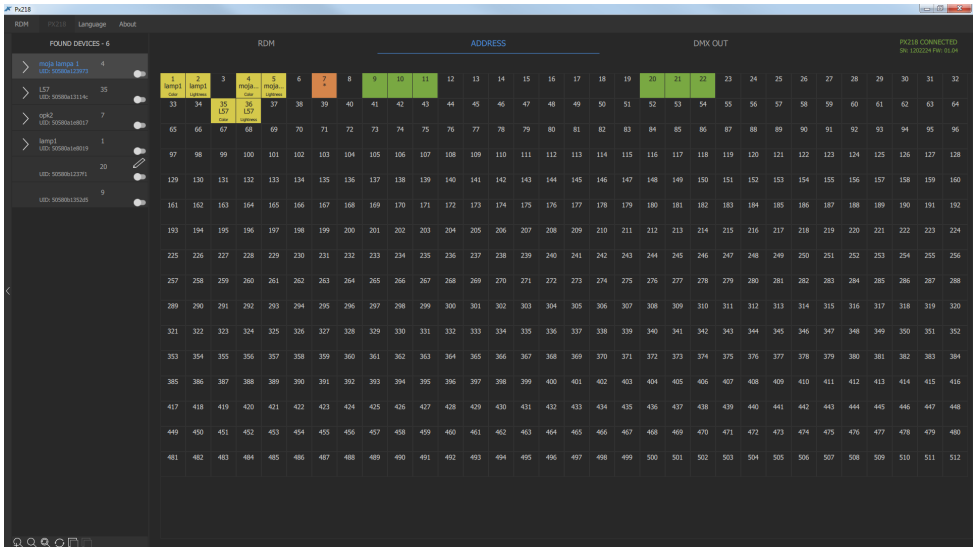 Px218
RDM PX218 Language About
FOUND DEVICES - 6
RDM ADDRESS DMX OUT
PX218 CONNECTED
SN: 1202224 FW: 01.04
moja lampa 1 4
UID: 50580a122973
L57 35
UID: 50580a13114c
opk2 7
UID: 50580a1e8017
lamp1 1
UID: 50580a1e8019
20
UID: 50580b1237f1
9
UID: 50580b1352d5
1 2 3 4 5 6 7 8 9 10 11 12 13 14 15 16 17 18 19 20 21 22 23 24 25 26 27 28 29 30 31 32
lamp1 lamp1 moja... moja... *
Color Lightness Color Lightness
33 34 35 36 37 38 39 40 41 42 43 44 45 46 47 48 49 50 51 52 53 54 55 56 57 58 59 60 61 62 63 64
L57 L57
Color Lightness
65 66 67 68 69 70 71 72 73 74 75 76 77 78 79 80 81 82 83 84 85 86 87 88 89 90 91 92 93 94 95 96
97 98 99 100 101 102 103 104 105 106 107 108 109 110 111 112 113 114 115 116 117 118 119 120 121 122 123 124 125 126 127 128
129 130 131 132 133 134 135 136 137 138 139 140 141 142 143 144 145 146 147 148 149 150 151 152 153 154 155 156 157 158 159 160
161 162 163 164 165 166 167 168 169 170 171 172 173 174 175 176 177 178 179 180 181 182 183 184 185 186 187 188 189 190 191 192
193 194 195 196 197 198 199 200 201 202 203 204 205 206 207 208 209 210 211 212 213 214 215 216 217 218 219 220 221 222 223 224
225 226 227 228 229 230 231 232 233 234 235 236 237 238 239 240 241 242 243 244 245 246 247 248 249 250 251 252 253 254 255 256
257 258 259 260 261 262 263 264 265 266 267 268 269 270 271 272 273 274 275 276 277 278 279 280 281 282 283 284 285 286 287 288
289 290 291 292 293 294 295 296 297 298 299 300 301 302 303 304 305 306 307 308 309 310 311 312 313 314 315 316 317 318 319 320
321 322 323 324 325 326 327 328 329 330 331 332 333 334 335 336 337 338 339 340 341 342 343 344 345 346 347 348 349 350 351 352
353 354 355 356 357 358 359 360 361 362 363 364 365 366 367 368 369 370 371 372 373 374 375 376 377 378 379 380 381 382 383 384
385 386 387 388 389 390 391 392 393 394 395 396 397 398 399 400 401 402 403 404 405 406 407 408 409 410 411 412 413 414 415 416
417 418 419 420 421 422 423 424 425 426 427 428 429 430 431 432 433 434 435 436 437 438 439 440 441 442 443 444 445 446 447 448
449 450 451 452 453 454 455 456 457 458 459 460 461 462 463 464 465 466 467 468 469 470 471 472 473 474 475 476 477 478 479 480
481 482 483 484 485 486 487 488 489 490 491 492 493 494 495 496 497 498 499 500 501 502 503 504 505 506 507 508 509 510 511 512